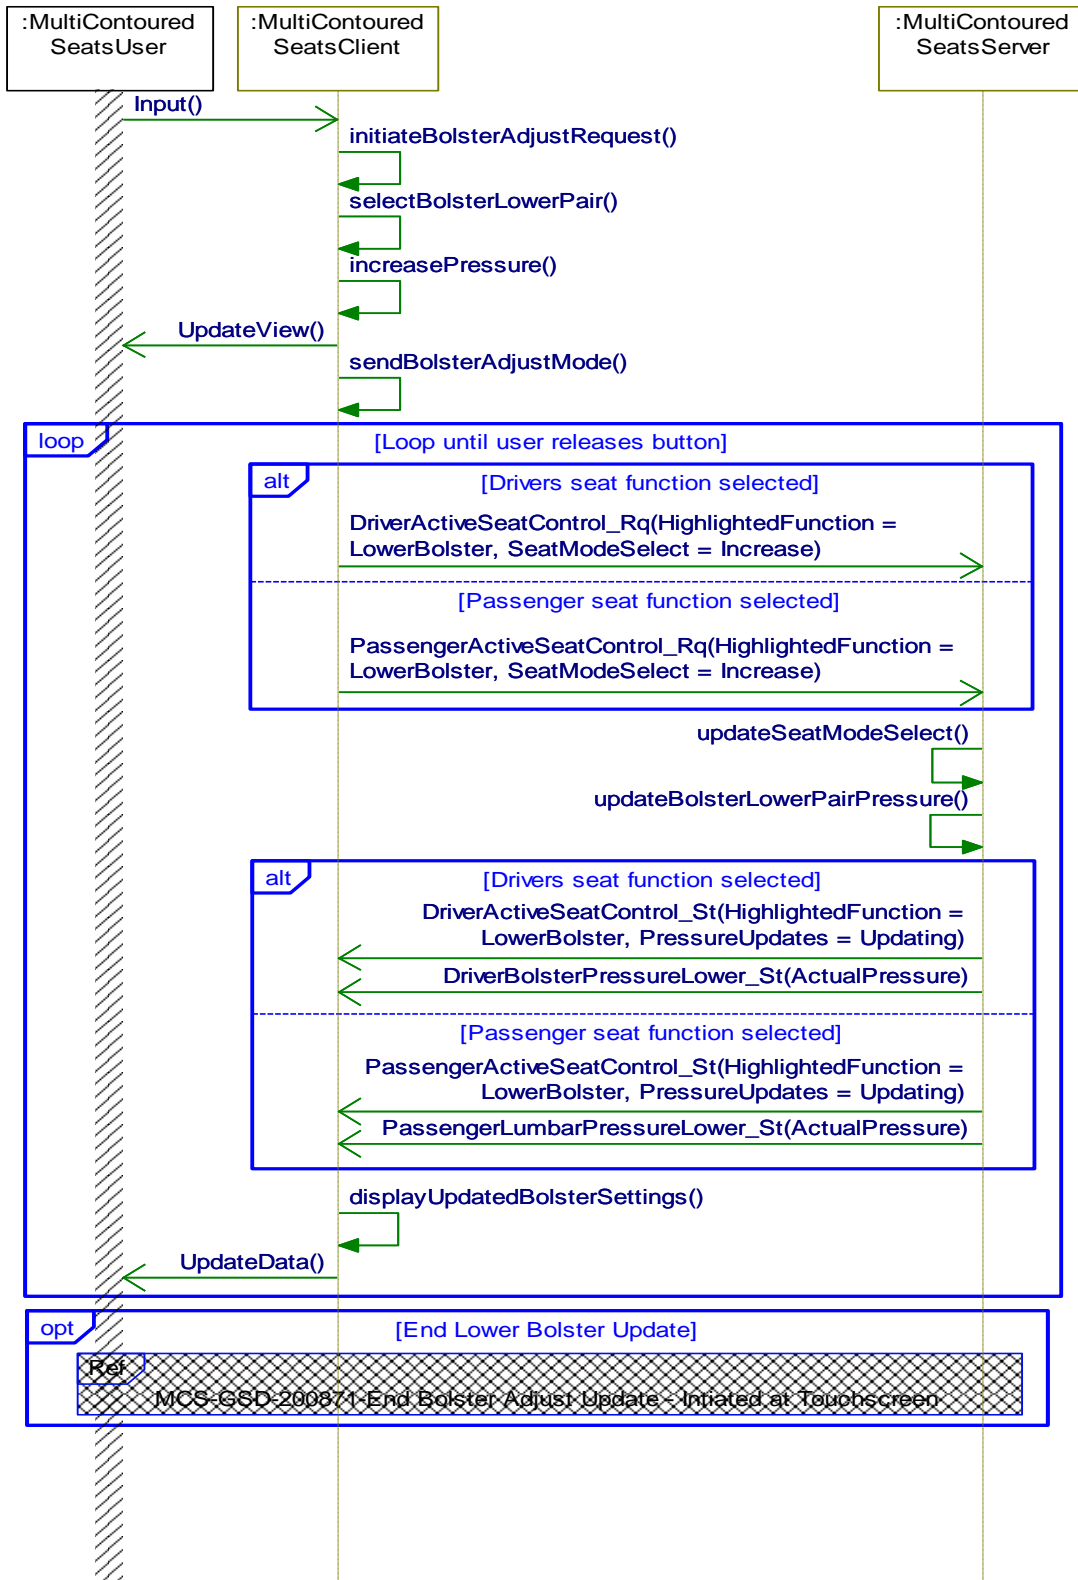 :MultiContoured
SeatsUser
:MultiContoured
SeatsClient
:MultiContoured
SeatsServer
Input()
initiateBolsterAdjustRequest()
selectBolsterLowerPair()
increasePressure()
UpdateView()
sendBolsterAdjustMode()
loop
[Loop until user releases button]
alt
[Drivers seat function selected]
DriverActiveSeatControl_Rq(HighlightedFunction =
LowerBolster, SeatModeSelect = Increase)
[Passenger seat function selected]
PassengerActiveSeatControl_Rq(HighlightedFunction =
LowerBolster, SeatModeSelect = Increase)
updateSeatModeSelect()
updateBolsterLowerPairPressure()
alt
[Drivers seat function selected]
DriverActiveSeatControl_St(HighlightedFunction =
LowerBolster, PressureUpdates = Updating)
DriverBolsterPressureLower_St(ActualPressure)
[Passenger seat function selected]
PassengerActiveSeatControl_St(HighlightedFunction =
LowerBolster, PressureUpdates = Updating)
PassengerLumbarPressureLower_St(ActualPressure)
displayUpdatedBolsterSettings()
UpdateData()
opt
[End Lower Bolster Update]
Ref
MCS-GSD-200871-End Bolster Adjust Update - Intiated at Touchscreen